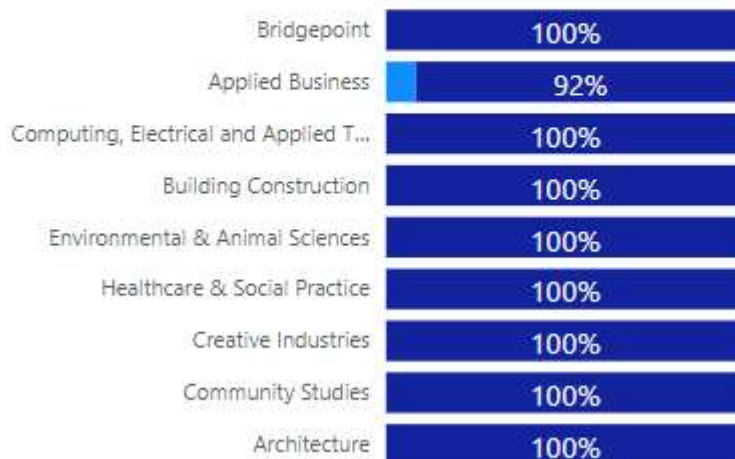 Bridgepoint 100%
Applied Business 92%
Computing, Electrical and Applied T... 100%
Building Construction 100%
Environmental & Animal Sciences 100%
Healthcare & Social Practice 100%
Creative Industries 100%
Community Studies 100%
Architecture 100%